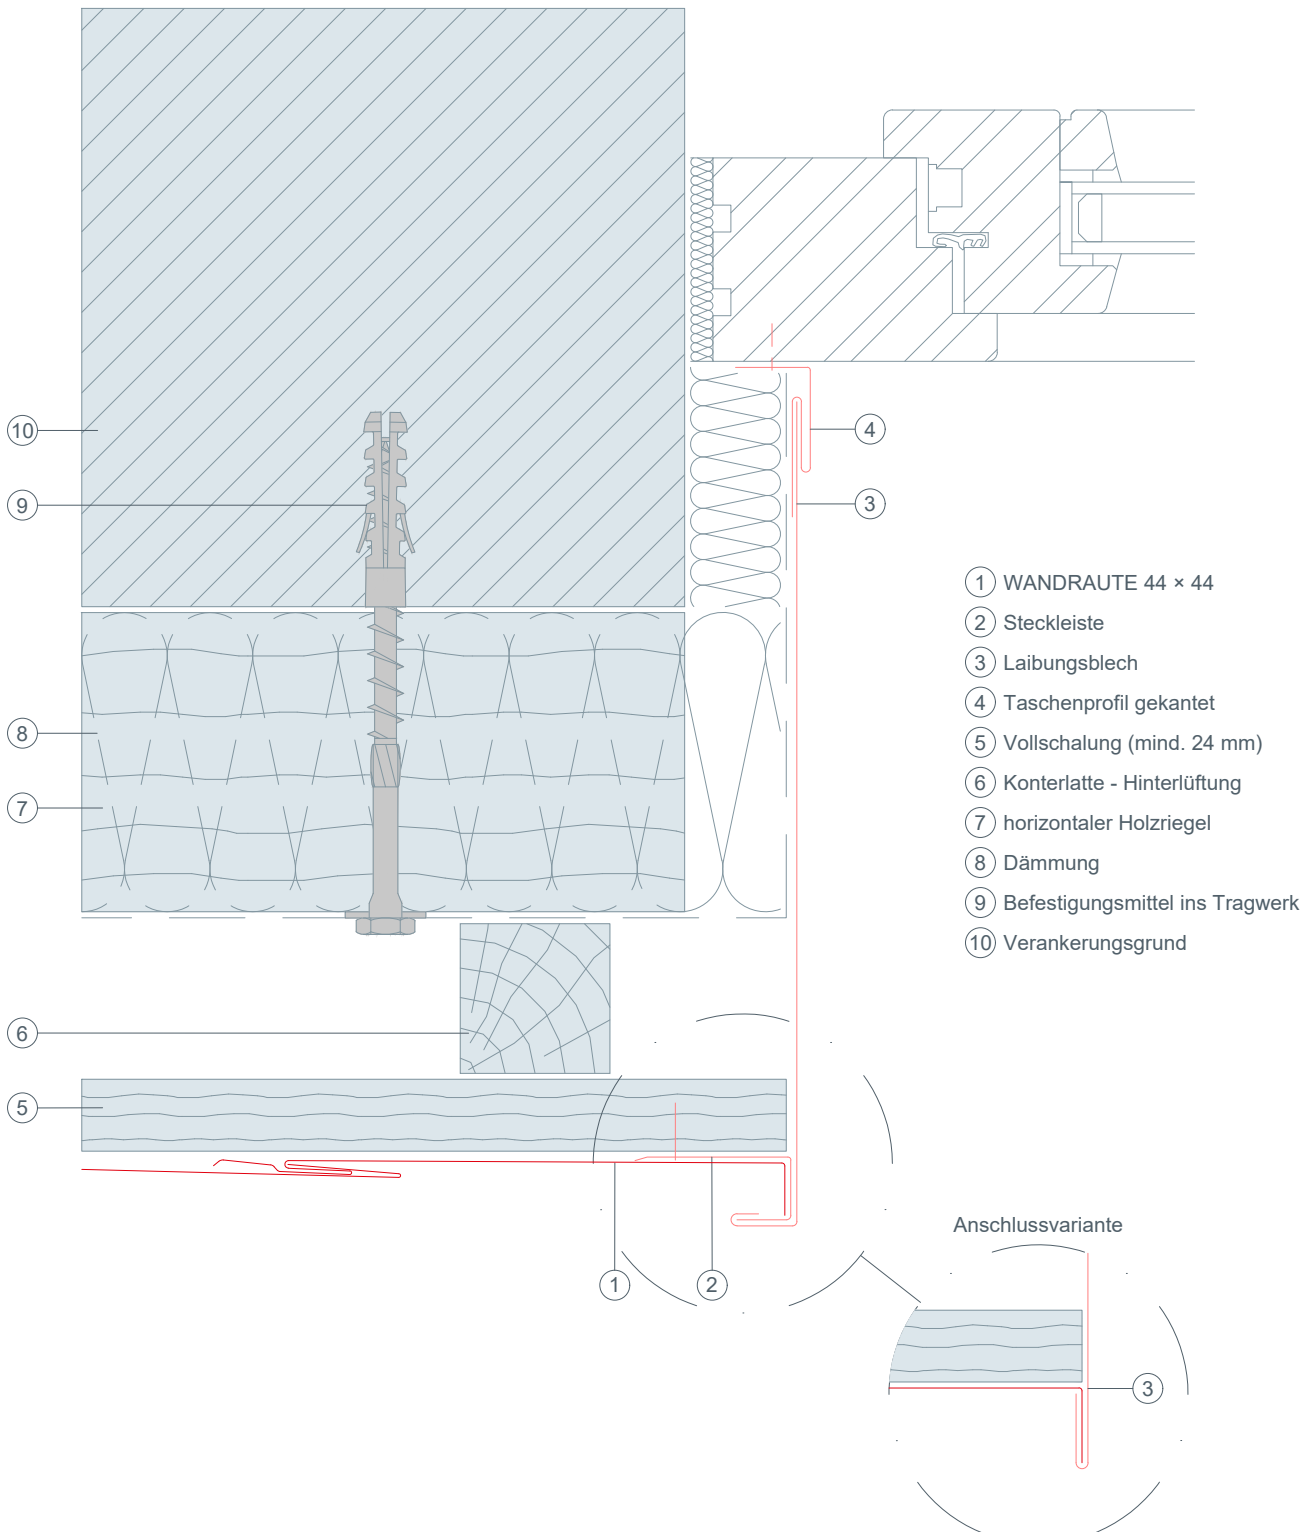 10
4
9
3
1 WANDRAUTE 44 × 44
2 Steckleiste
3 Laibungsblech
4 Taschenprofil gekantet
5 Vollschalung (mind. 24 mm)
6 Konterlatte - Hinterlüftung
7 horizontaler Holzriegel
8 Dämmung
9 Befestigungsmittel ins Tragwerk
10 Verankerungsgrund
8
7
6
5
Anschlussvariante
1
2
3